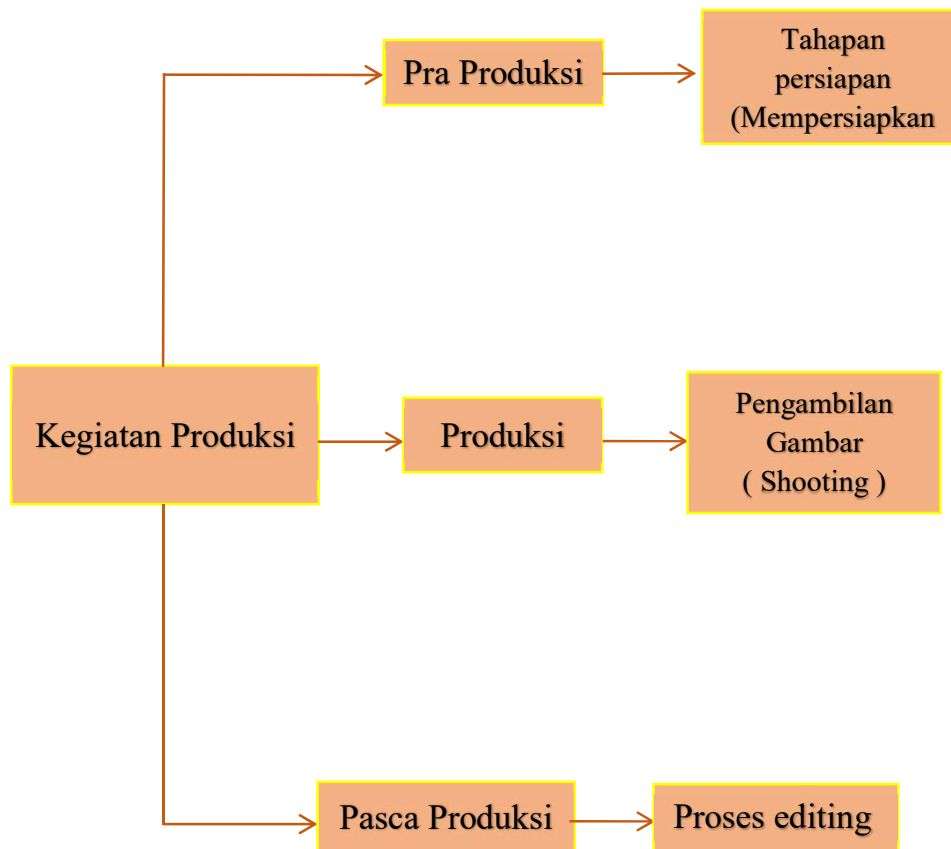 Pra Produksi
Tahapan
persiapan
(Mempersiapkan
Kegiatan Produksi
Produksi
Pengambilan
Gambar
( Shooting )
Pasca Produksi
Proses editing